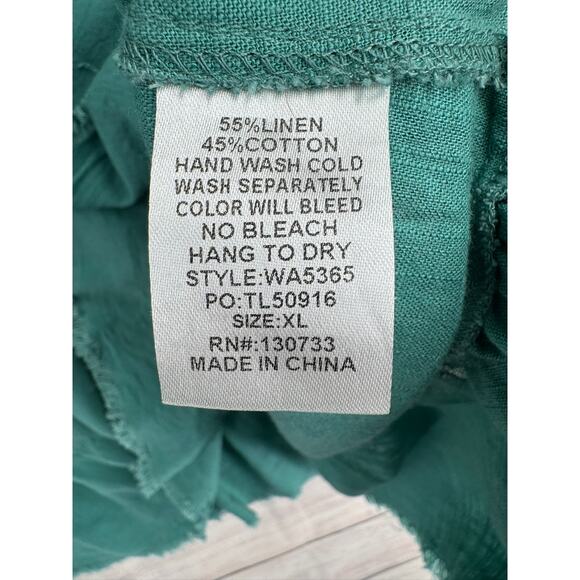 55%LINEN
45%COTTON
HAND WASH COLD
WASH SEPARATELY
COLOR WILL BLEED
NO BLEACH
HANG TO DRY
STYLE:WA5365
PO:TL50916
SIZE:XL
RN#:130733
MADE IN CHINA